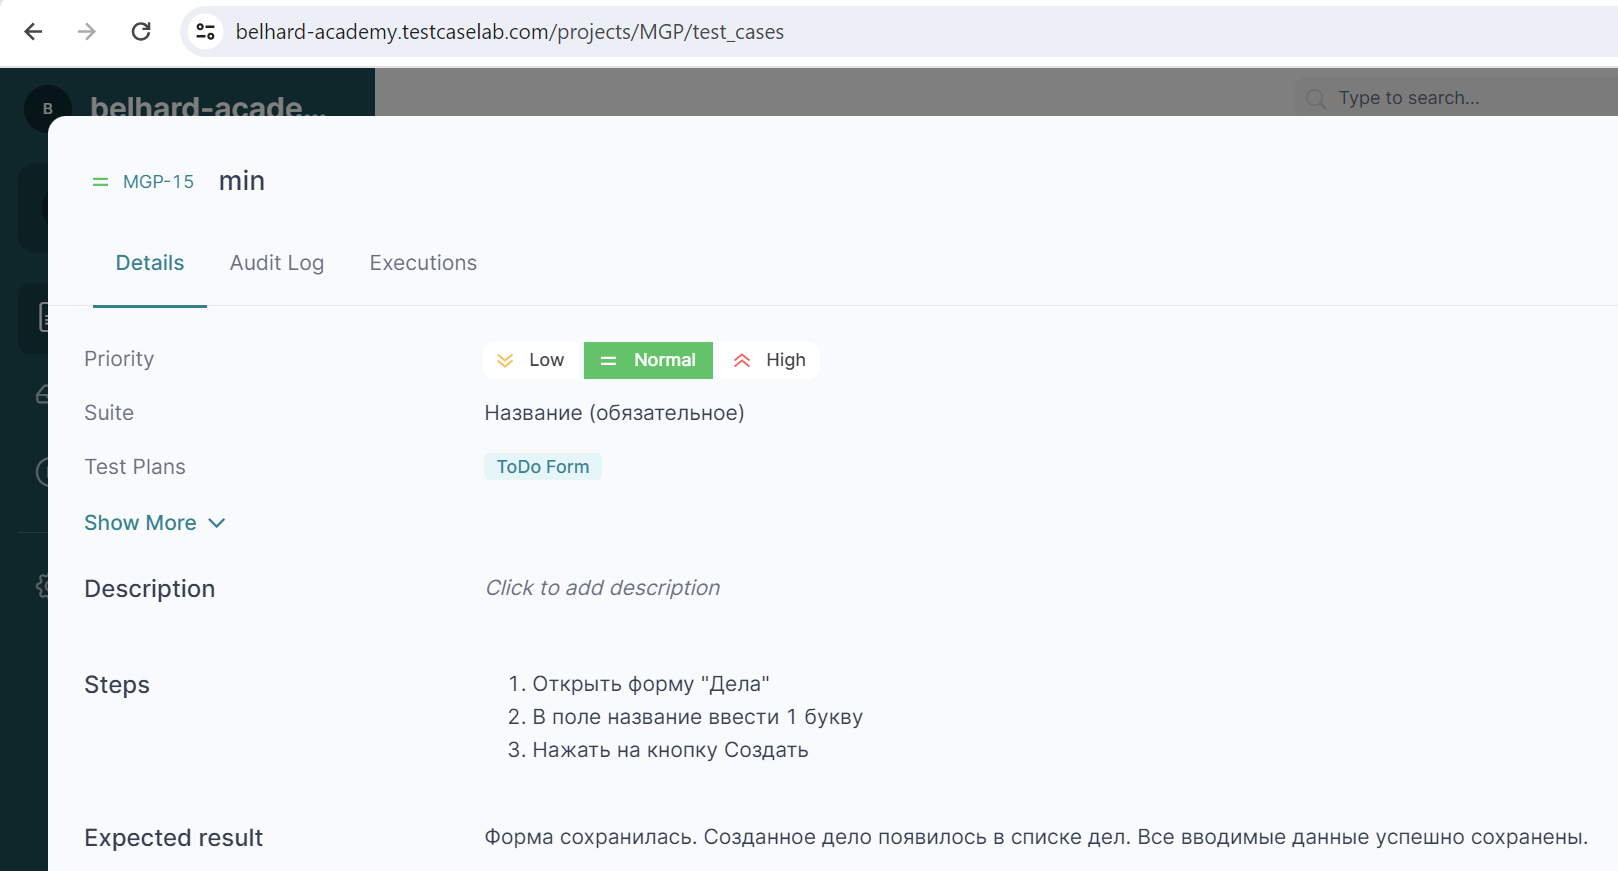 belhard-academy.testcaselab.com/projects/MGP/test_cases
B
belhard-acade...
Type to search...
MGP-15 min
Details Audit Log Executions
Priority Low Normal High
Suite Название (обязательное)
Test Plans ToDo Form
Show More
Description Click to add description
Steps 1. Открыть форму "Дела"
2. В поле название ввести 1 букву
3. Нажать на кнопку Создать
Expected result Форма сохранилась. Созданное дело появилось в списке дел. Все вводимые данные успешно сохранены.